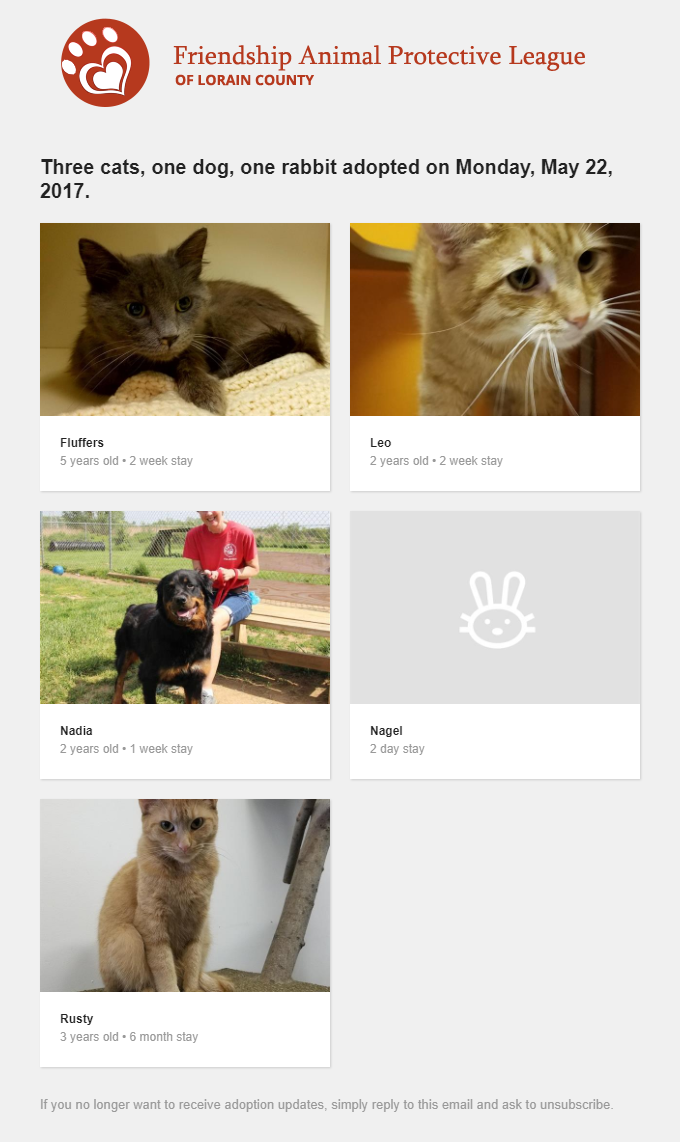 Friendship Animal Protective League
OF LORAIN COUNTY
Three cats, one dog, one rabbit adopted on Monday, May 22,
2017.
Fluffers
5 years old • 2 week stay
Leo
2 years old • 2 week stay
Nadia
2 years old • 1 week stay
Nagel
2 day stay
Rusty
3 years old • 6 month stay
If you no longer want to receive adoption updates, simply reply to this email and ask to unsubscribe.